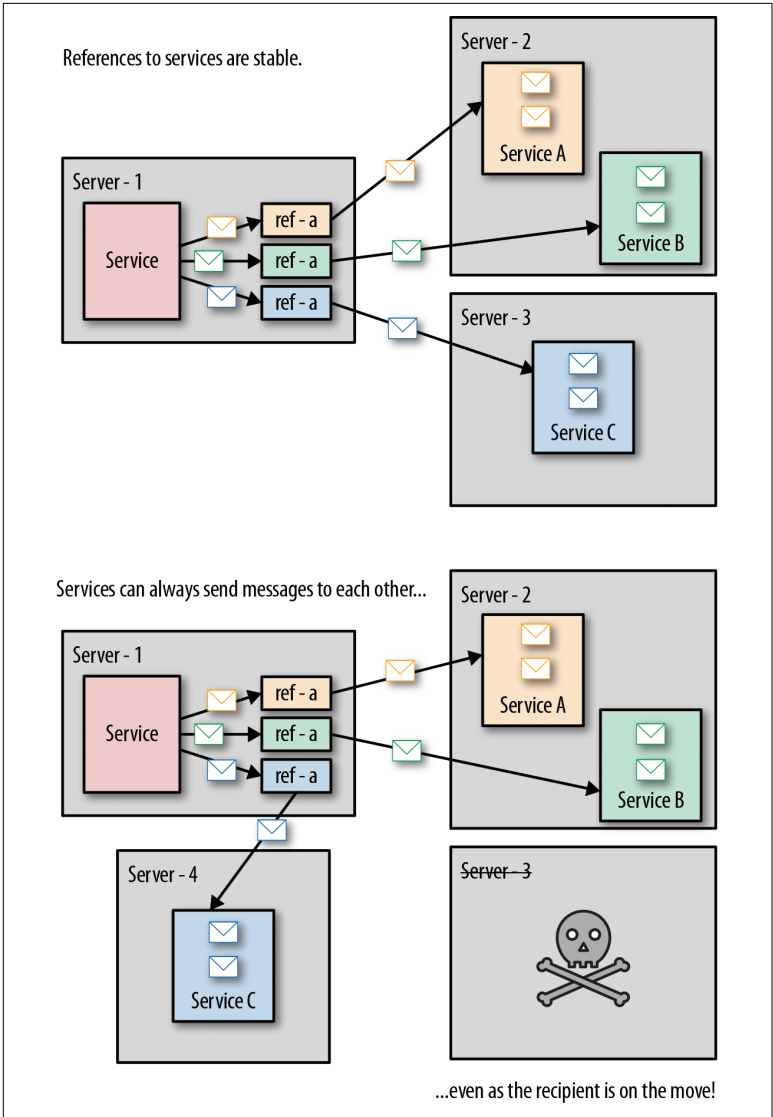 References to services are stable.
Server - 2
Service A
Service B
Server - 1
Service
ref - a
ref - a
ref - a
Server - 3
Service C
Services can always send messages to each other...
Server - 2
Service A
Service B
Server - 1
Service
ref - a
ref - a
ref - a
Server - 4
Service C
Server - 3
...even as the recipient is on the move!